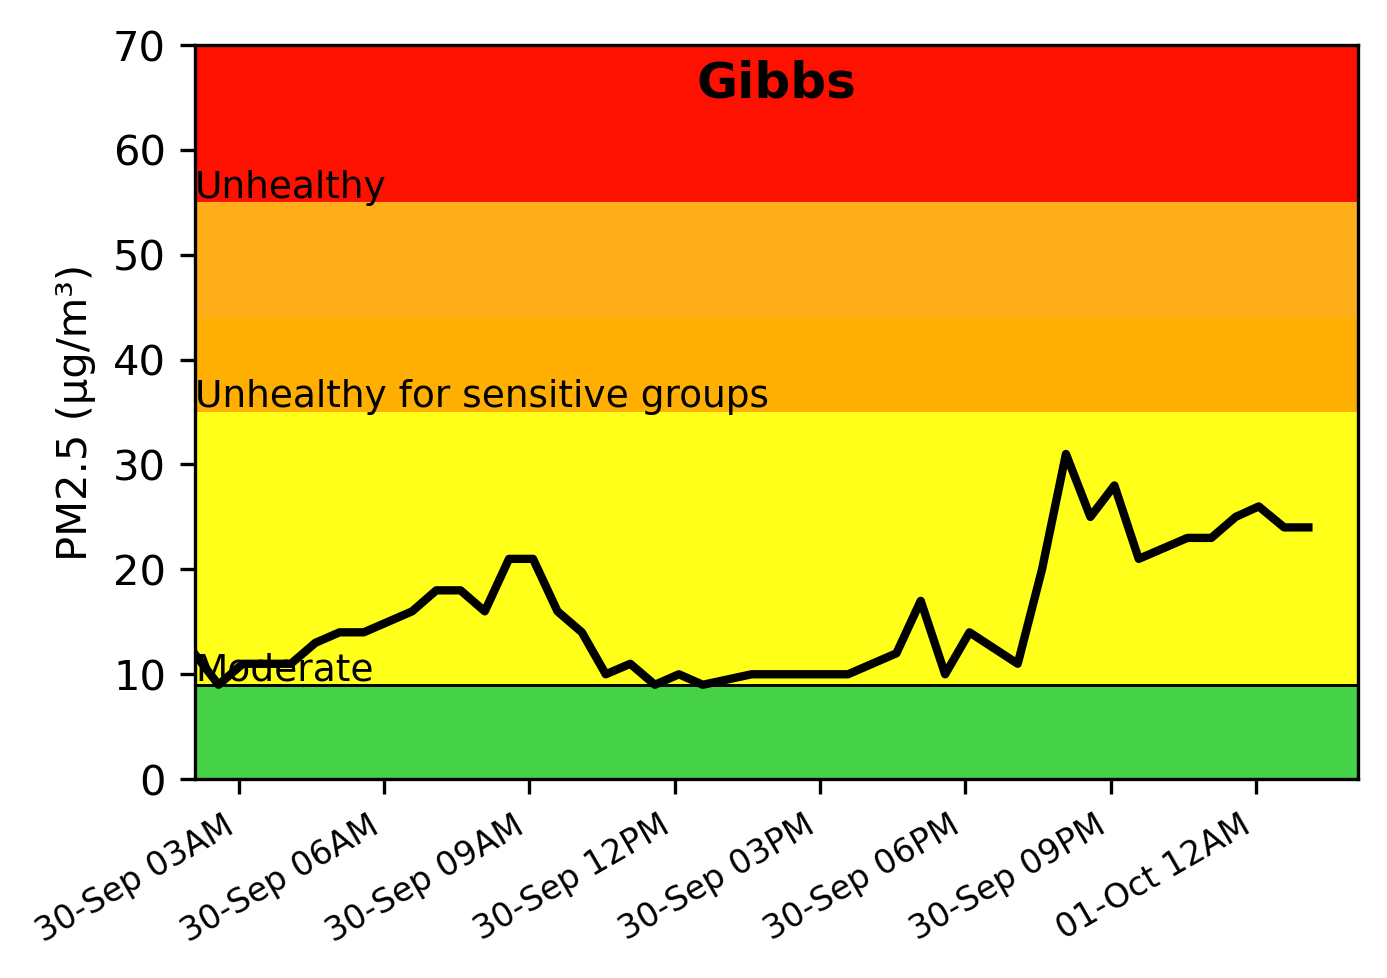 Gibbs
PM2.5 (µg/m³)
70
60
Unhealthy
50
40
Unhealthy for sensitive groups
30
20
10
Moderate
0
30-Sep 03AM
30-Sep 06AM
30-Sep 09AM
30-Sep 12PM
30-Sep 03PM
30-Sep 06PM
30-Sep 09PM
01-Oct 12AM